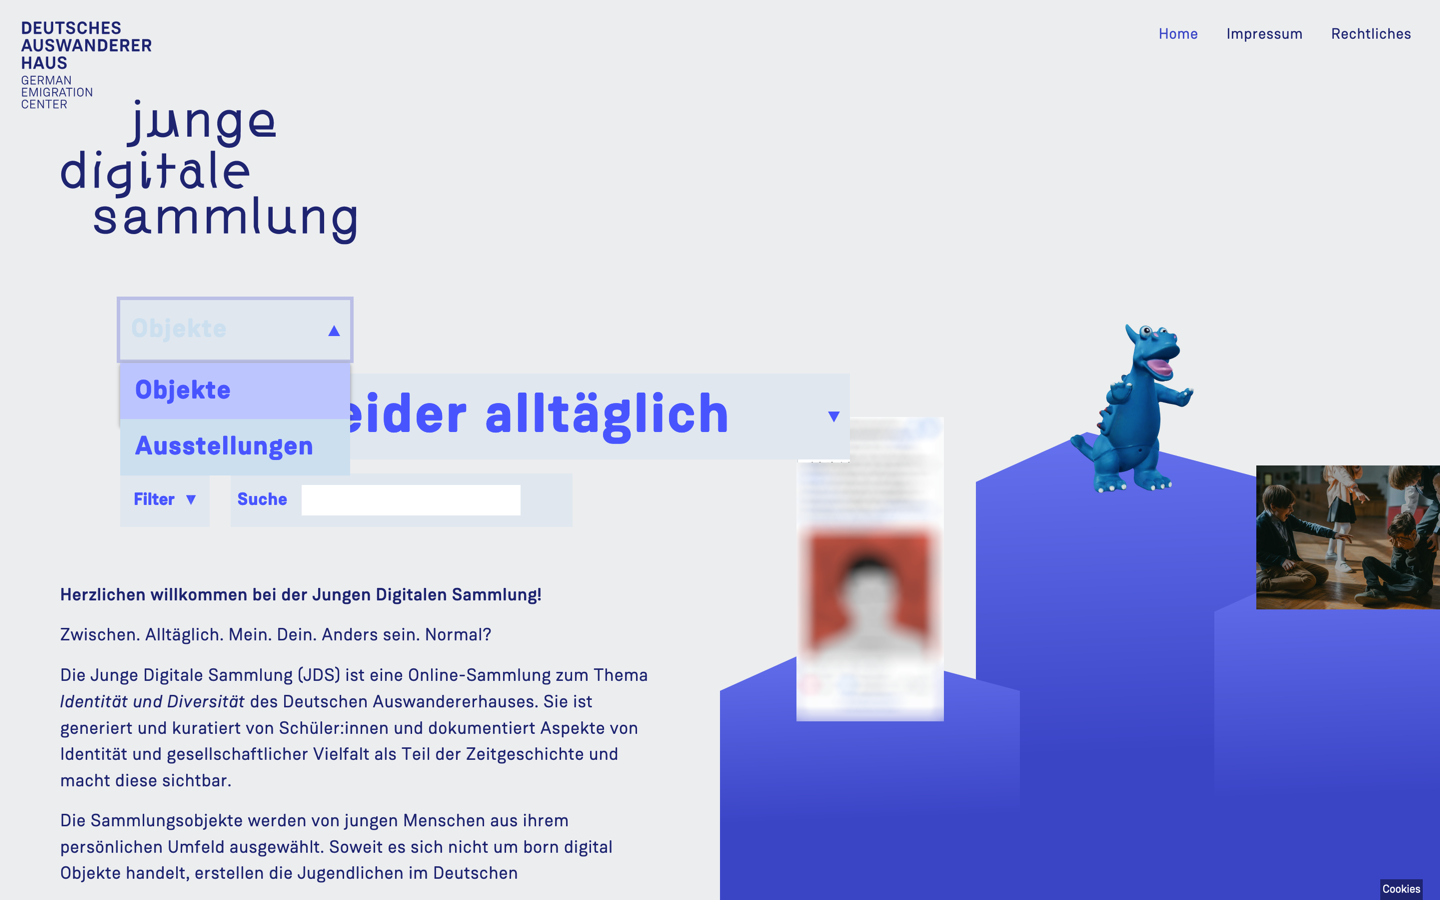 DEUTSCHES
AUSWANDERER
HAUS
GERMAN
EMIGRATION
CENTER
Home Impressum Rechtliches
junge
digitale
sammlung
Objekte
Objekte
Ausstellungen
eider alltäglich
Filter
Suche
Herzlichen willkommen bei der Jungen Digitalen Sammlung!
Zwischen. Alltäglich. Mein. Dein. Anders sein. Normal?
Die Junge Digitale Sammlung (JDS) ist eine Online-Sammlung zum Thema
Identität und Diversität des Deutschen Auswandererhauses. Sie ist
generiert und kuratiert von Schüler:innen und dokumentiert Aspekte von
Identität und gesellschaftlicher Vielfalt als Teil der Zeitgeschichte und
macht diese sichtbar.
Die Sammlungsobjekte werden von jungen Menschen aus ihrem
persönlichen Umfeld ausgewählt. Soweit es sich nicht um born digital
Objekte handelt, erstellen die Jugendlichen im Deutschen
Cookies